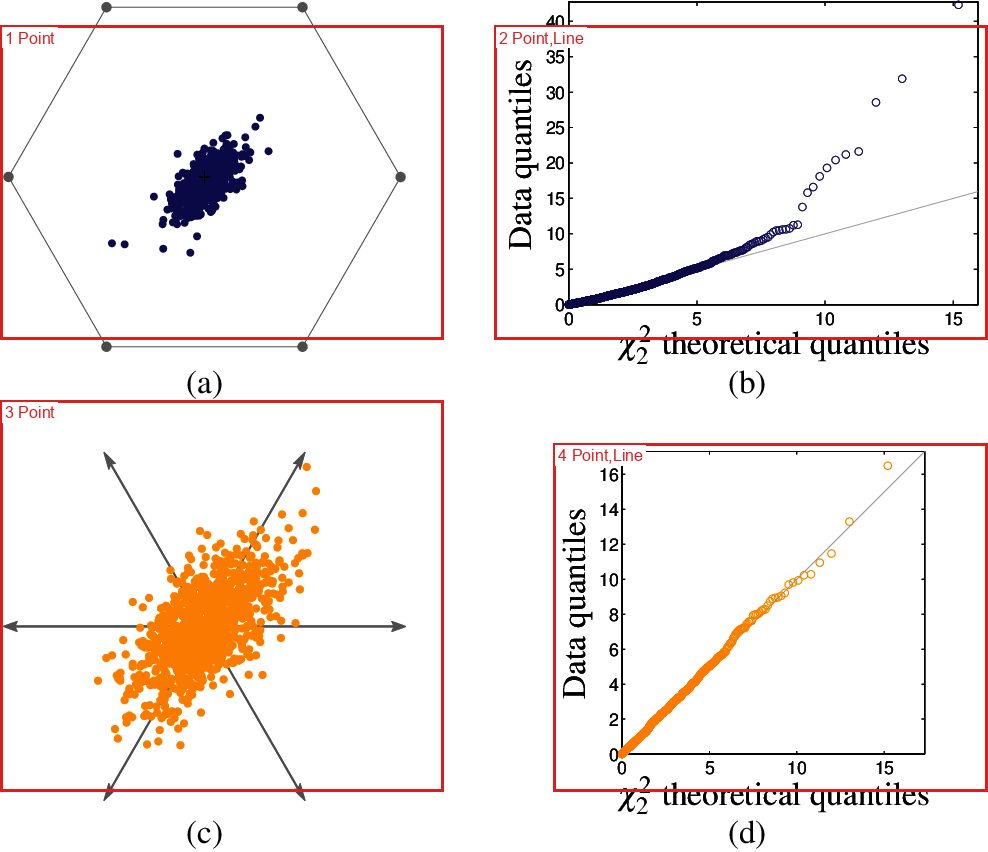 1 Point
2 Point,Line
40
35
30
25
20
15
10
5
0
Data quantiles
0 5 10 15
χ₂² theoretical quantiles
(a)
(b)
3 Point
4 Point,Line
16
14
12
10
8
6
4
2
0
Data quantiles
0 5 10 15
χ₂² theoretical quantiles
(c)
(d)